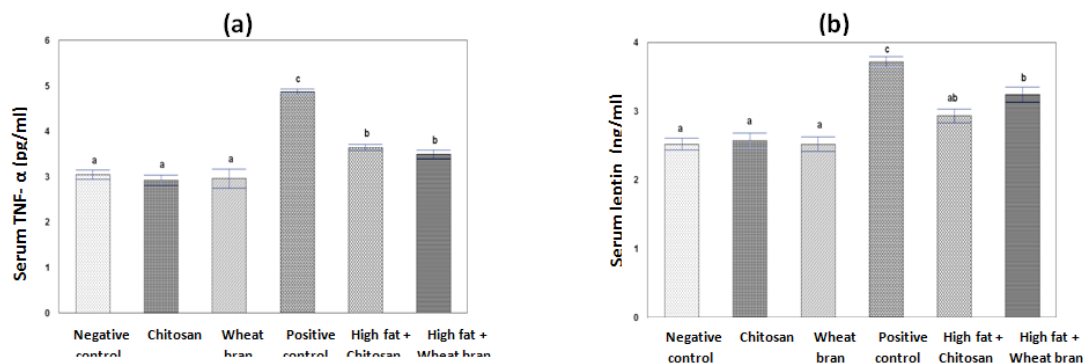 (a)
Serum TNF- α (pg/ml)
6
5
4
3
2
1
0
a
a
a
c
b
b
Negative
control
Chitosan
Wheat
bran
Positive
control
High fat +
Chitosan
High fat +
Wheat bran
(b)
Serum leptin (ng/ml)
4
3
2
1
0
a
a
a
c
ab
b
Negative
control
Chitosan
Wheat
bran
Positive
control
High fat +
Chitosan
High fat +
Wheat bran